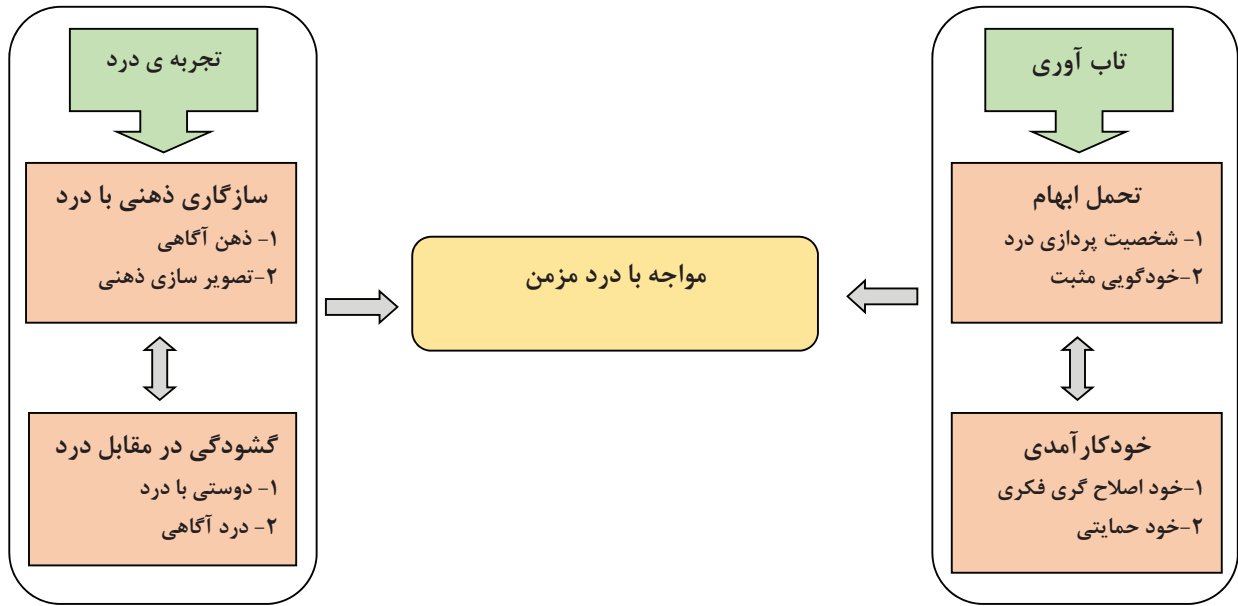 تاب آوری
تحمل ابهام
۱- شخصیت پردازی درد
۲-خودگویی مثبت
خودکارآمدی
۱-خود اصلاح گری فکری
۲-خود حمایتی
مواجه با درد مزمن
تجربه ی درد
سازگاری ذهنی با درد
۱- ذهن آگاهی
۲-تصویر سازی ذهنی
گشودگی در مقابل درد
۱- دوستی با درد
۲- درد آگاهی